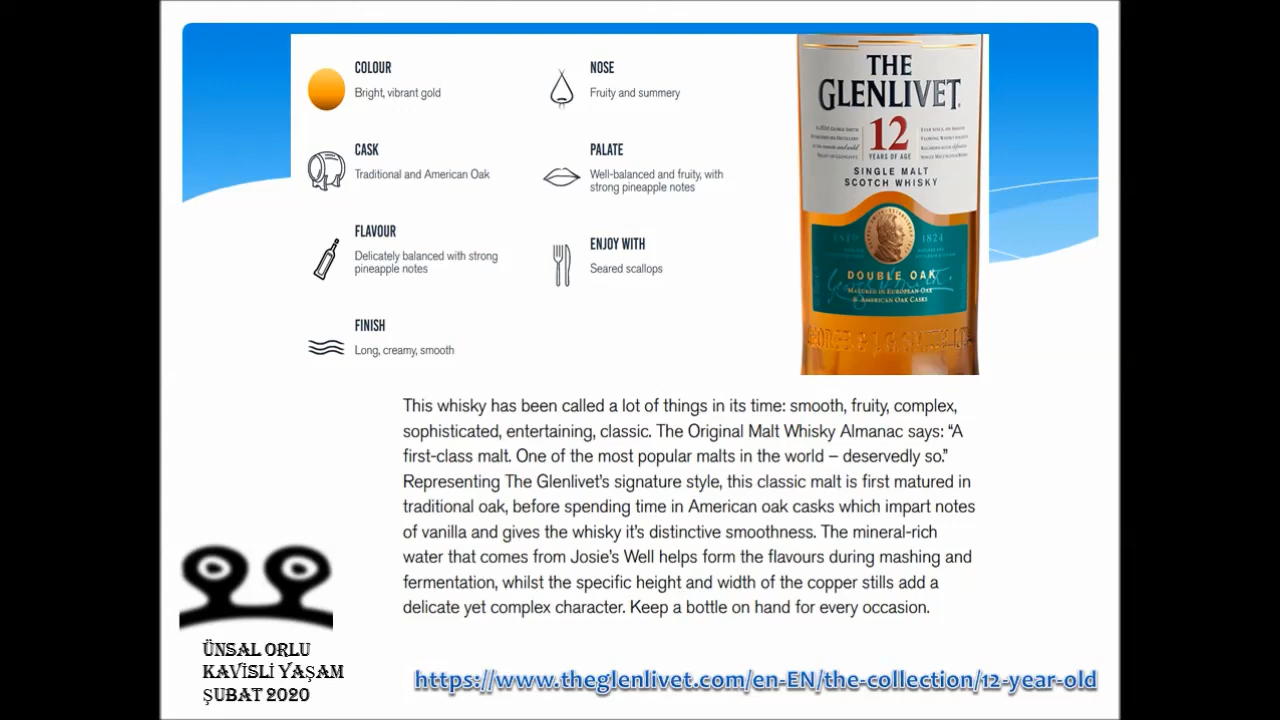 COLOUR
Bright, vibrant gold
NOSE
Fruity and summery
CASK
Traditional and American Oak
PALATE
Well-balanced and fruity, with
strong pineapple notes
FLAVOUR
Delicately balanced with strong
pineapple notes
ENJOY WITH
Seared scallops
FINISH
Long, creamy, smooth
THE
GLENLIVET
12
YEARS OF AGE
SINGLE MALT
SCOTCH WHISKY
1824
DOUBLE OAK
MATURED IN EUROPEAN OAK
& AMERICAN OAK CASKS
This whisky has been called a lot of things in its time: smooth, fruity, complex,
sophisticated, entertaining, classic. The Original Malt Whisky Almanac says: “A
first-class malt. One of the most popular malts in the world – deservedly so.”
Representing The Glenlivet’s signature style, this classic malt is first matured in
traditional oak, before spending time in American oak casks which impart notes
of vanilla and gives the whisky it’s distinctive smoothness. The mineral-rich
water that comes from Josie’s Well helps form the flavours during mashing and
fermentation, whilst the specific height and width of the copper stills add a
delicate yet complex character. Keep a bottle on hand for every occasion.
ÜNSAL ORLU
KAVİSLİ YAŞAM
ŞUBAT 2020
https://www.theglenlivet.com/en-EN/the-collection/12-year-old